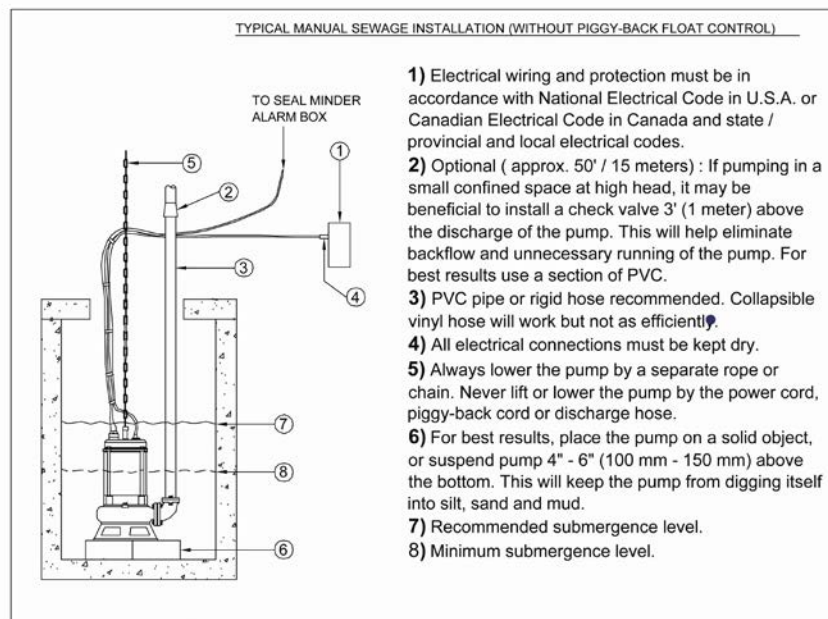 TYPICAL MANUAL SEWAGE INSTALLATION (WITHOUT PIGGY-BACK FLOAT CONTROL)
TO SEAL MINDER
ALARM BOX
1
5
2
3
4
7
8
6
1) Electrical wiring and protection must be in
accordance with National Electrical Code in U.S.A. or
Canadian Electrical Code in Canada and state /
provincial and local electrical codes.
2) Optional ( approx. 50' / 15 meters) : If pumping in a
small confined space at high head, it may be
beneficial to install a check valve 3' (1 meter) above
the discharge of the pump. This will help eliminate
backflow and unnecessary running of the pump. For
best results use a section of PVC.
3) PVC pipe or rigid hose recommended. Collapsible
vinyl hose will work but not as efficiently.
4) All electrical connections must be kept dry.
5) Always lower the pump by a separate rope or
chain. Never lift or lower the pump by the power cord,
piggy-back cord or discharge hose.
6) For best results, place the pump on a solid object,
or suspend pump 4" - 6" (100 mm - 150 mm) above
the bottom. This will keep the pump from digging itself
into silt, sand and mud.
7) Recommended submergence level.
8) Minimum submergence level.